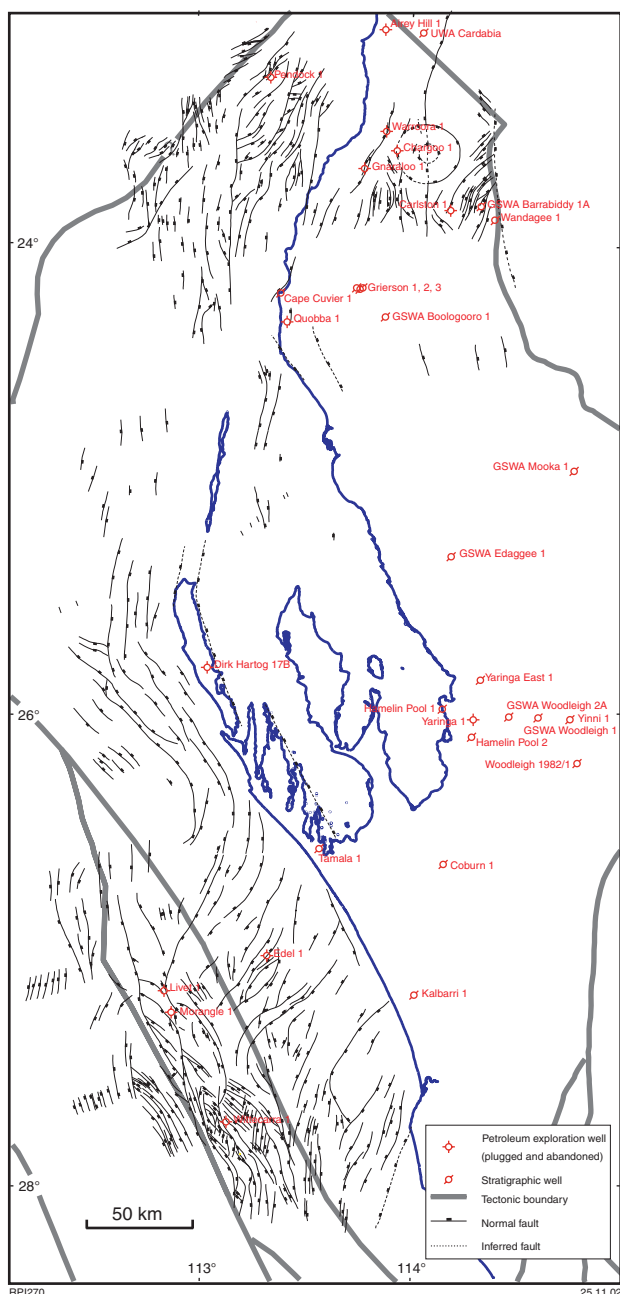 Airey Hill 1
UWA Cardabia
Pendock 1
Warroora 1
Chargoo 1
Gnaraloo 1
Carlston 1
GSWA Barrabiddy 1A
Wandagee 1
24°
Cape Cuvier 1
Grierson 1, 2, 3
Quobba 1
GSWA Boologooro 1
GSWA Mooka 1
GSWA Edaggee 1
Dirk Hartog 17B
Yaringa East 1
Hamelin Pool 1
GSWA Woodleigh 2A
26°
Yaringa 1
Yinni 1
GSWA Woodleigh 1
Hamelin Pool 2
Woodleigh 1982/1
Tamala 1
Coburn 1
Edel 1
Livet 1
Kalbarri 1
Morangie 1
Petroleum exploration well
(plugged and abandoned)
Stratigraphic well
Tectonic boundary
Normal fault
Inferred fault
28°
50 km
113°
114°
RPI270
25.11.02